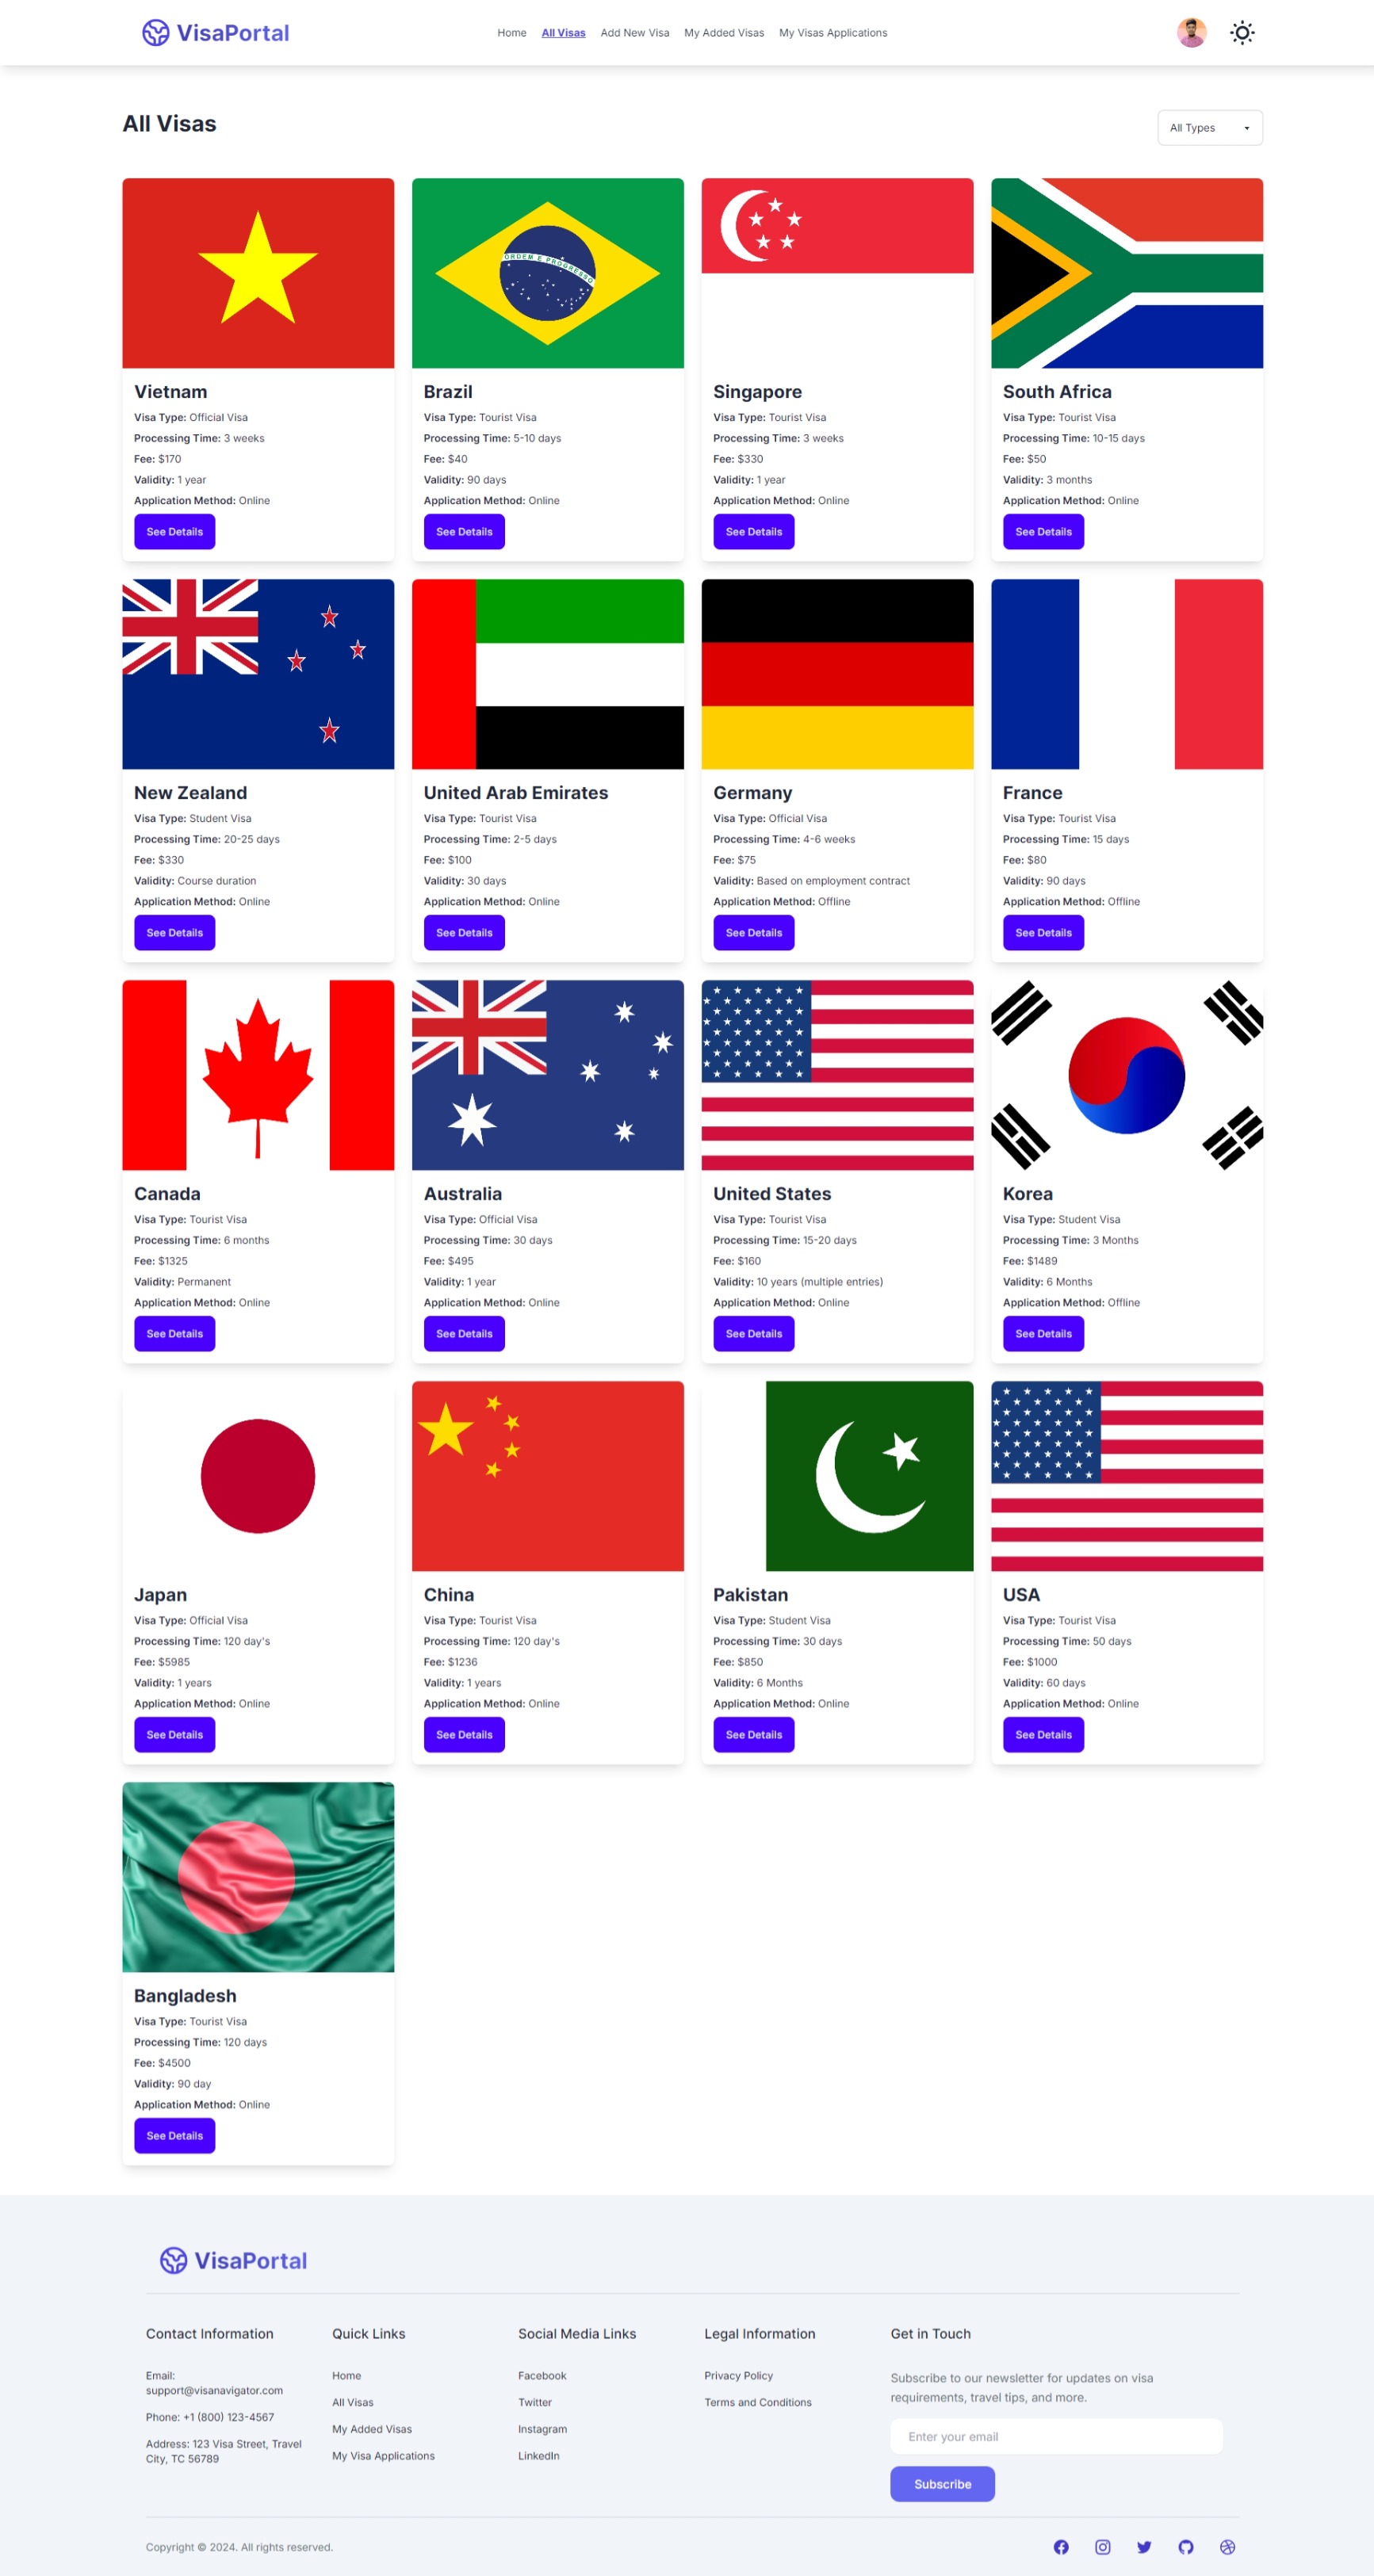 VisaPortal
Home All Visas Add New Visa My Added Visas My Visas Applications
All Visas
All Types
ORDEM E PROGRESSO
Vietnam
Visa Type: Official Visa
Processing Time: 3 weeks
Fee: $170
Validity: 1 year
Application Method: Online
See Details
Brazil
Visa Type: Tourist Visa
Processing Time: 5-10 days
Fee: $40
Validity: 90 days
Application Method: Online
See Details
Singapore
Visa Type: Tourist Visa
Processing Time: 3 weeks
Fee: $330
Validity: 1 year
Application Method: Online
See Details
South Africa
Visa Type: Tourist Visa
Processing Time: 10-15 days
Fee: $50
Validity: 3 months
Application Method: Online
See Details
New Zealand
Visa Type: Student Visa
Processing Time: 20-25 days
Fee: $330
Validity: Course duration
Application Method: Online
See Details
United Arab Emirates
Visa Type: Tourist Visa
Processing Time: 2-5 days
Fee: $100
Validity: 30 days
Application Method: Online
See Details
Germany
Visa Type: Official Visa
Processing Time: 4-6 weeks
Fee: $75
Validity: Based on employment contract
Application Method: Offline
See Details
France
Visa Type: Tourist Visa
Processing Time: 15 days
Fee: $80
Validity: 90 days
Application Method: Offline
See Details
Canada
Visa Type: Tourist Visa
Processing Time: 6 months
Fee: $1325
Validity: Permanent
Application Method: Online
See Details
Australia
Visa Type: Official Visa
Processing Time: 30 days
Fee: $495
Validity: 1 year
Application Method: Online
See Details
United States
Visa Type: Tourist Visa
Processing Time: 15-20 days
Fee: $160
Validity: 10 years (multiple entries)
Application Method: Online
See Details
Korea
Visa Type: Student Visa
Processing Time: 3 Months
Fee: $1489
Validity: 6 Months
Application Method: Offline
See Details
Japan
Visa Type: Official Visa
Processing Time: 120 day's
Fee: $5985
Validity: 1 years
Application Method: Online
See Details
China
Visa Type: Tourist Visa
Processing Time: 120 day's
Fee: $1236
Validity: 1 years
Application Method: Online
See Details
Pakistan
Visa Type: Student Visa
Processing Time: 30 days
Fee: $850
Validity: 6 Months
Application Method: Online
See Details
USA
Visa Type: Tourist Visa
Processing Time: 50 days
Fee: $1000
Validity: 60 days
Application Method: Online
See Details
Bangladesh
Visa Type: Tourist Visa
Processing Time: 120 days
Fee: $4500
Validity: 90 day
Application Method: Online
See Details
VisaPortal
Contact Information
Email:
support@visanavigator.com
Phone: +1 (800) 123-4567
Address: 123 Visa Street, Travel
City, TC 56789
Quick Links
Home
All Visas
My Added Visas
My Visa Applications
Social Media Links
Facebook
Twitter
Instagram
LinkedIn
Legal Information
Privacy Policy
Terms and Conditions
Get in Touch
Subscribe to our newsletter for updates on visa
requirements, travel tips, and more.
Enter your email
Subscribe
Copyright © 2024. All rights reserved.